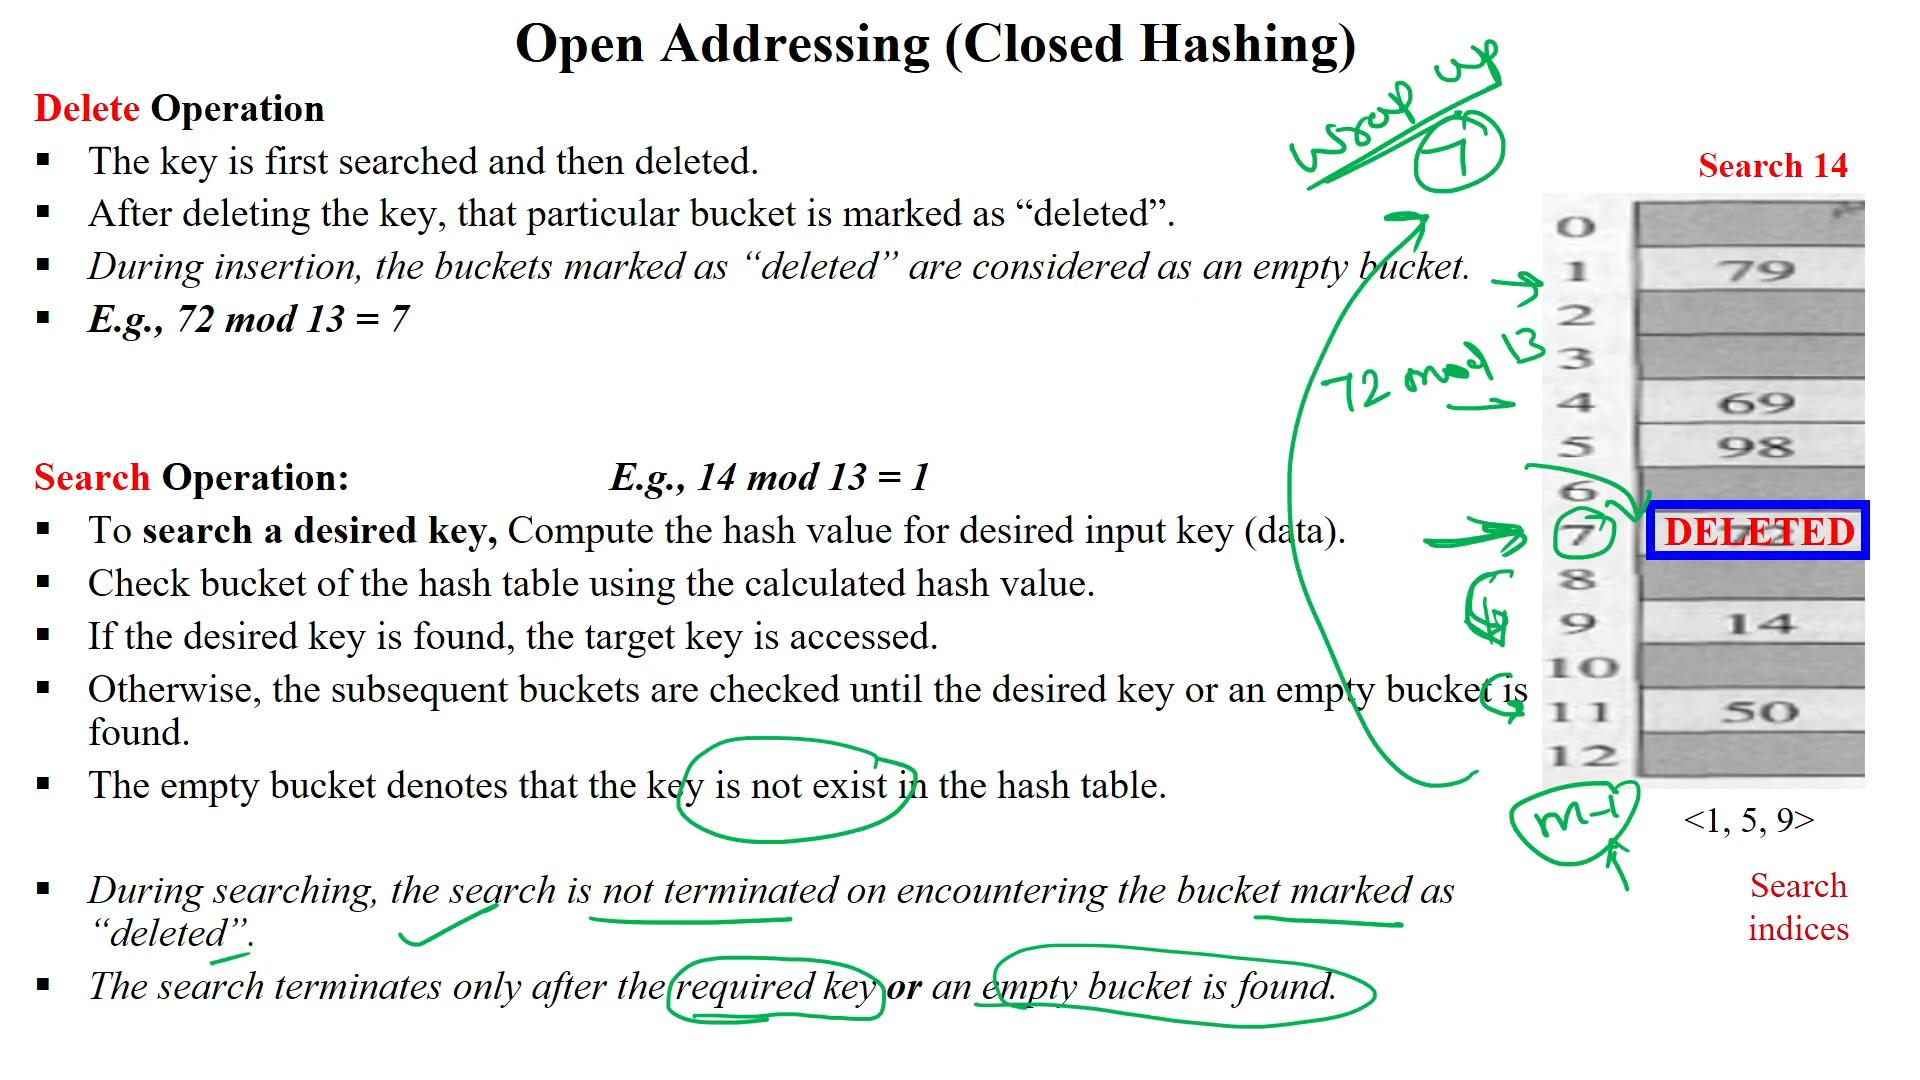 Open Addressing (Closed Hashing)
wrap up
1
Delete Operation
▪ The key is first searched and then deleted.
▪ After deleting the key, that particular bucket is marked as “deleted”.
▪ During insertion, the buckets marked as “deleted” are considered as an empty bucket.
▪ E.g., 72 mod 13 = 7
72 mod 13
Search Operation: E.g., 14 mod 13 = 1
▪ To search a desired key, Compute the hash value for desired input key (data).
▪ Check bucket of the hash table using the calculated hash value.
▪ If the desired key is found, the target key is accessed.
▪ Otherwise, the subsequent buckets are checked until the desired key or an empty bucket is
found.
▪ The empty bucket denotes that the key is not exist in the hash table.
▪ During searching, the search is not terminated on encountering the bucket marked as
“deleted”.
▪ The search terminates only after the required key or an empty bucket is found.
Search 14
0
1 79
2
3
4 69
5 98
6
7 DELETED 72
8
9 14
10
11 50
12
m-1
<1, 5, 9>
Search
indices